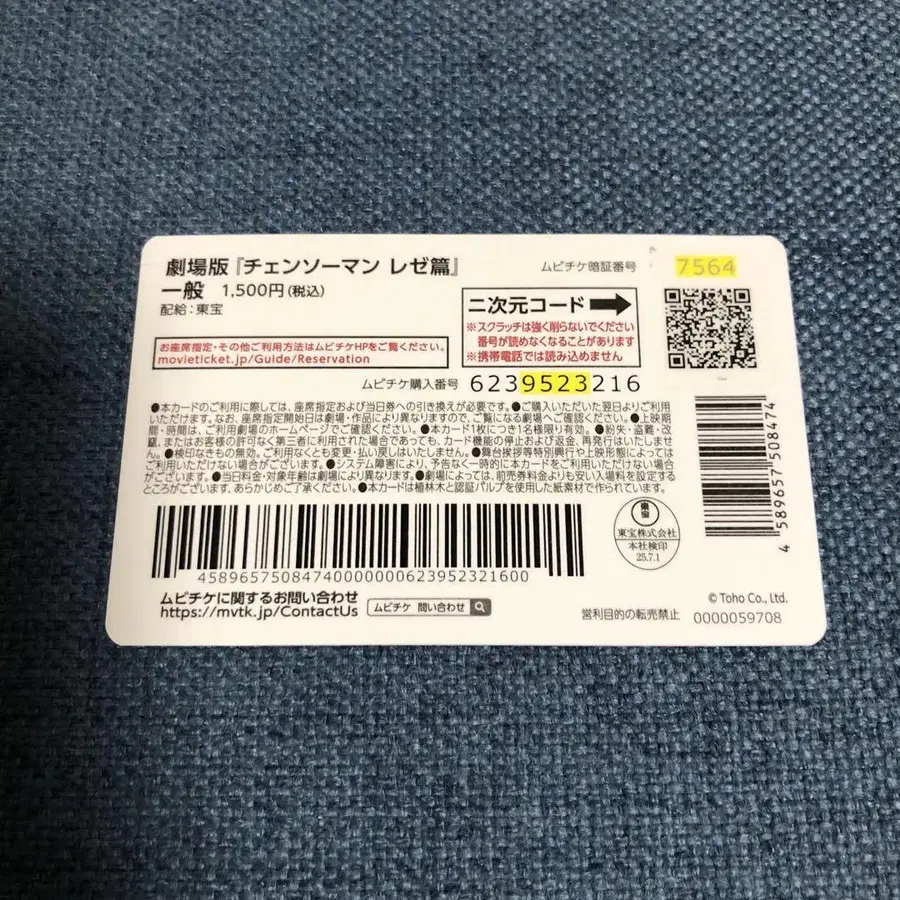 劇場版『チェンソーマン レゼ篇』
一般 1,500円(税込)
配給:東宝
ムビチケ暗証番号 7564
二次元コード
※スクラッチは強く削らないでください
番号が読めなくなることがあります
※携帯電話では読み込めません
お座席指定・その他ご利用方法はムビチケHPをご覧ください。
movieticket.jp/Guide/Reservation
ムビチケ購入番号 6239523216
●本カードのご利用に際しては、座席指定および当日券への引き換えが必要です。●ご購入いただいた翌日よりご利用
いただけます。なお、座席指定開始日は劇場・作品により異なりますので、ご覧になる劇場へご確認ください。●上映期
間・時間は、ご利用劇場のホームページでご確認ください。●本カード1枚につき1名様限り有効。●紛失・盗難・改
竄、またはお客様の許可なく第三者に利用された場合であっても、カード機能の停止および返金、再発行はいたしませ
ん。●検印なきもの無効。ご利用なくとも変更・払い戻しはいたしません。●舞台挨拶等特別興行や上映形態によっては
ご利用いただけない場合がございます。●システム障害により、予告なく一時的に本カードをご利用いただけない場合
がございます。●当日料金・対象年齢は劇場により異なります。●劇場によっては、前売券料金よりも安い入場料を設定する
ところがございます。あらかじめご了承ください。●本カードは植林木と認証パルプを使用した紙素材で作られています。
45896575084740000000623952321600
4 589657 508474
東宝
東宝株式会社
本社検印
25.7.1
ムビチケに関するお問い合わせ
https://mvtk.jp/ContactUs
ムビチケ 問い合わせ
© Toho Co., Ltd.
営利目的の転売禁止 0000059708